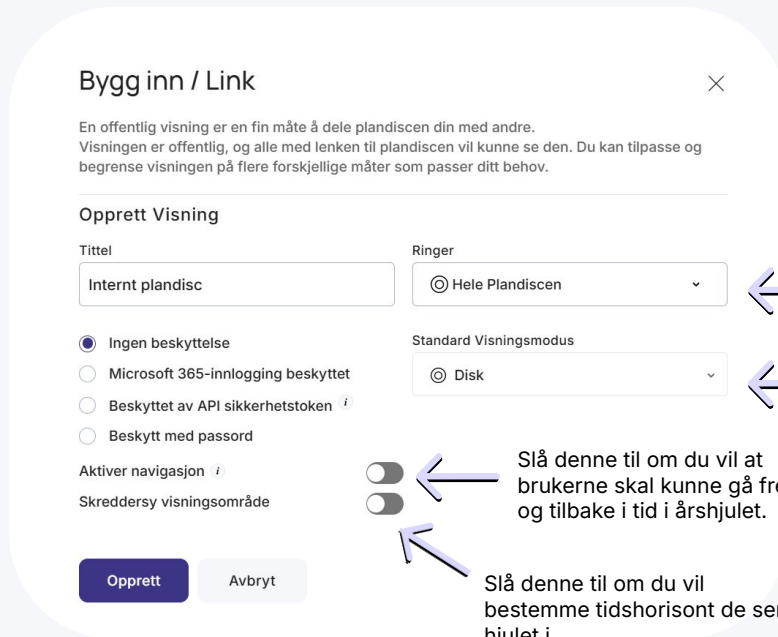 Bygg inn / Link
En offentlig visning er en fin måte å dele plandiscen din med andre.
Visningen er offentlig, og alle med lenken til plandiscen vil kunne se den. Du kan tilpasse og
begrense visningen på flere forskjellige måter som passer ditt behov.
Opprett Visning
Tittel
Internt plandisc
Ringer
Hele Plandiscen
Ingen beskyttelse
Microsoft 365-innlogging beskyttet
Beskyttet av API sikkerhetstoken i
Beskytt med passord
Standard Visningsmodus
Disk
Aktiver navigasjon i
Skreddersy visningsområde
Slå denne til om du vil at
brukerne skal kunne gå
og tilbake i tid i årshjulet.
Opprett
Avbryt
Slå denne til om du vil
bestemme tidshorisont de
hjulet i